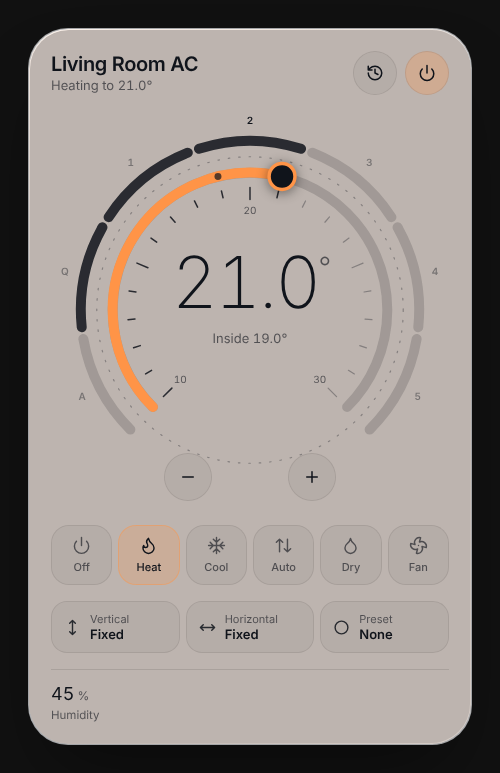 Living Room AC
Heating to 21.0°
2
1
3
20
Q
4
21.0°
Inside 19.0°
10
30
A
5
− +
Off Heat Cool Auto Dry Fan
Vertical Horizontal Preset
Fixed Fixed None
45 %
Humidity